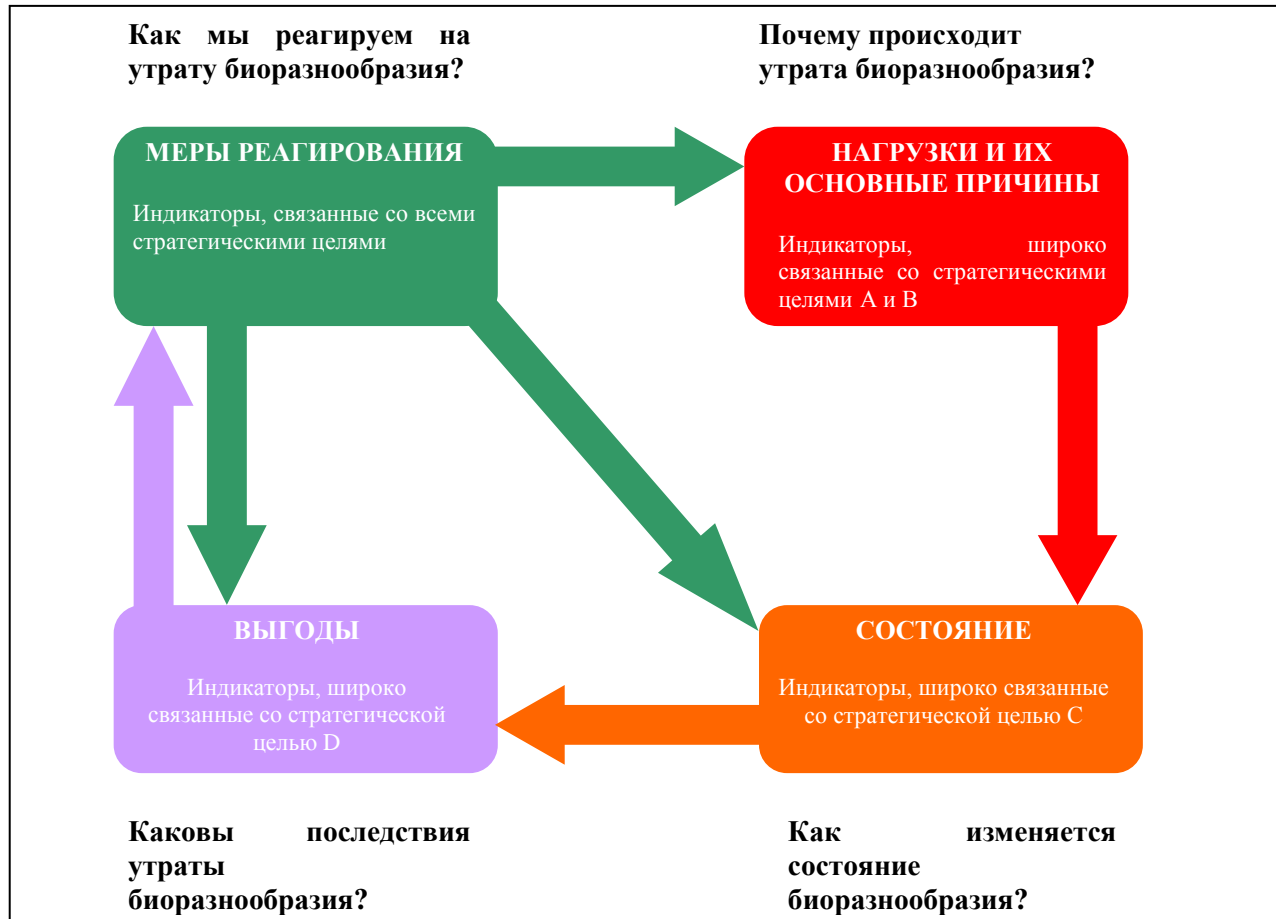 Как мы реагируем на
утрату биоразнообразия?
Почему происходит
утрата биоразнообразия?
МЕРЫ РЕАГИРОВАНИЯ
Индикаторы, связанные со всеми
стратегическими целями
НАГРУЗКИ И ИХ
ОСНОВНЫЕ ПРИЧИНЫ
Индикаторы, широко
связанные со стратегическими
целями А и В
ВЫГОДЫ
Индикаторы, широко
связанные со стратегической
целью D
СОСТОЯНИЕ
Индикаторы, широко связанные
со стратегической целью С
Каковы последствия
утраты
биоразнообразия?
Как изменяется
состояние
биоразнообразия?